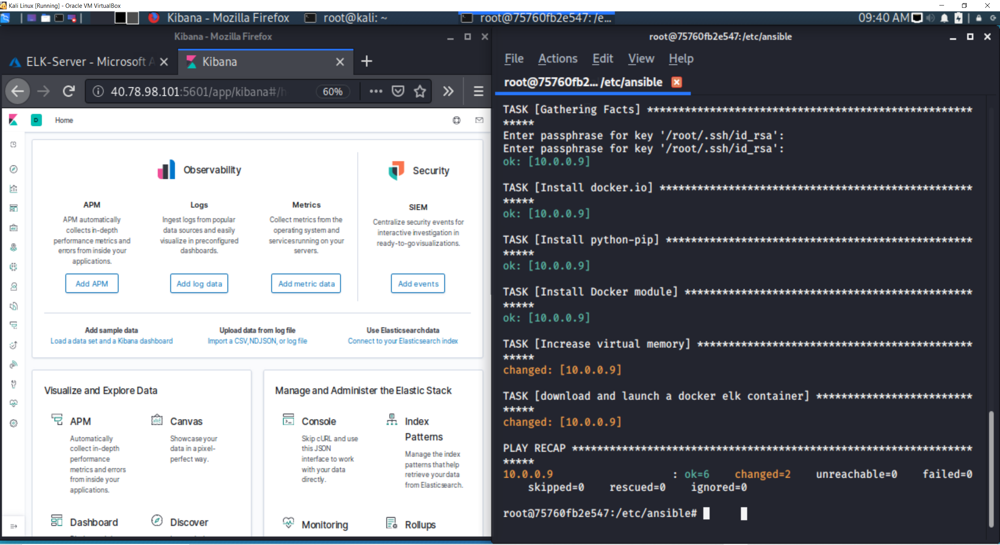 Kali Linux [Running] - Oracle VM VirtualBox
Kibana - Mozilla Firefox
root@kali: ~
root@75760fb2e547: /e...
09:40 AM
Kibana - Mozilla Firefox
ELK-Server - Microsoft A
Kibana
40.78.98.101:5601/app/kibana#/h
60%
D
Home
Observability
Security
APM
APM automatically
collects in-depth
performance metrics and
errors from inside your
applications.
Add APM
Logs
Ingest logs from popular
data sources and easily
visualize in preconfigured
dashboards.
Add log data
Metrics
Collect metrics from the
operating system and
services running on your
servers.
Add metric data
SIEM
Centralize security events for
interactive investigation in
ready-to-go visualizations.
Add events
Add sample data
Load a data set and a Kibana dashboard
Upload data from log file
Import a CSV, NDJSON, or log file
Use Elasticsearch data
Connect to your Elasticsearch index
Visualize and Explore Data
APM
Automatically
collect in-depth
performance
metrics and errors
from inside your
applications.
Canvas
Showcase your
data in a pixel-
perfect way.
Dashboard
Discover
Manage and Administer the Elastic Stack
Console
Skip cURL and use
this JSON
interface to work
with your data
directly.
Index
Patterns
Manage the index
patterns that help
retrieve your data
from Elasticsearch.
Monitoring
Rollups
root@75760fb2e547:/etc/ansible
File Actions Edit View Help
root@75760fb2... /etc/ansible
TASK [Gathering Facts] ****************************************************
*****
Enter passphrase for key '/root/.ssh/id_rsa':
Enter passphrase for key '/root/.ssh/id_rsa':
ok: [10.0.0.9]
TASK [Install docker.io] **************************************************
*****
ok: [10.0.0.9]
TASK [Install python-pip] *************************************************
*****
ok: [10.0.0.9]
TASK [Install Docker module] **********************************************
*****
ok: [10.0.0.9]
TASK [Increase virtual memory] ********************************************
*****
changed: [10.0.0.9]
TASK [download and launch a docker elk container] *************************
*****
changed: [10.0.0.9]
PLAY RECAP ****************************************************************
*****
10.0.0.9                   : ok=6    changed=2    unreachable=0    failed=0
    skipped=0    rescued=0    ignored=0
root@75760fb2e547:/etc/ansible#